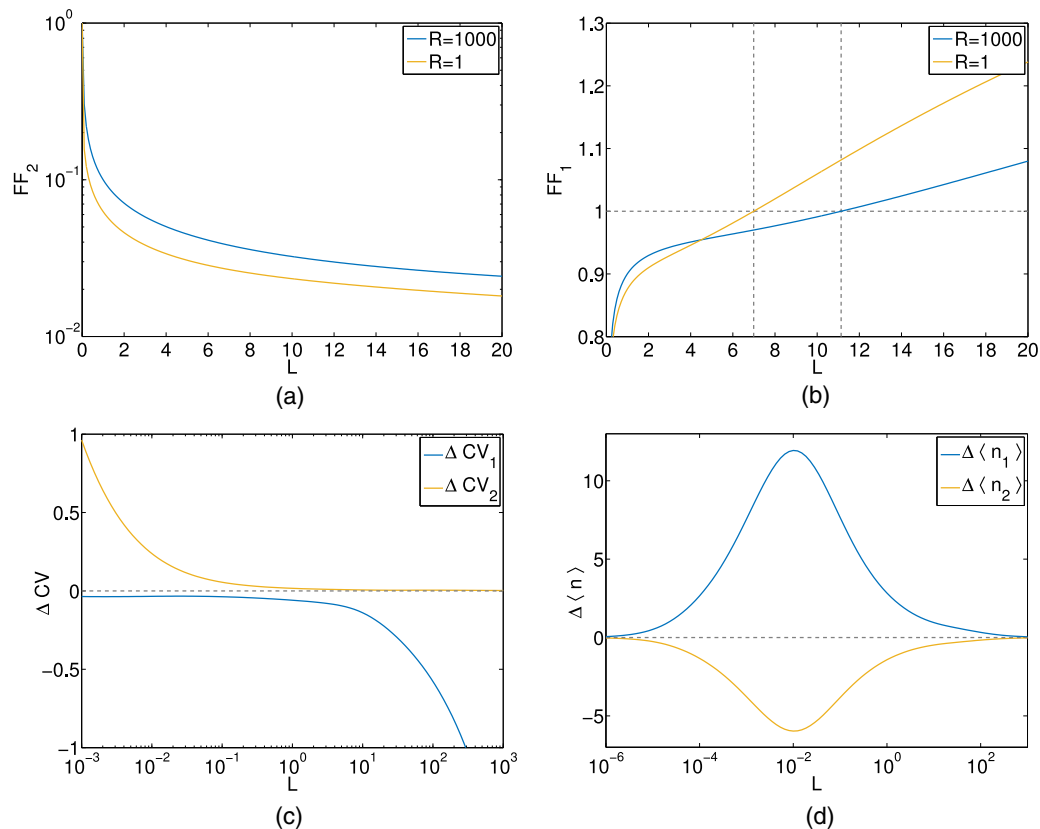 10^0
10^-1
10^-2
FF_2
0 2 4 6 8 10 12 14 16 18 20
L
R=1000
R=1
(a)
1.3
1.2
1.1
1
0.9
0.8
FF_1
0 2 4 6 8 10 12 14 16 18 20
L
R=1000
R=1
(b)
1
0.5
0
−0.5
−1
Δ CV
10^-3 10^-2 10^-1 10^0 10^1 10^2 10^3
L
Δ CV_1
Δ CV_2
(c)
10
5
0
−5
Δ⟨ n ⟩
10^-6 10^-4 10^-2 10^0 10^2
L
Δ⟨ n_1 ⟩
Δ⟨ n_2 ⟩
(d)